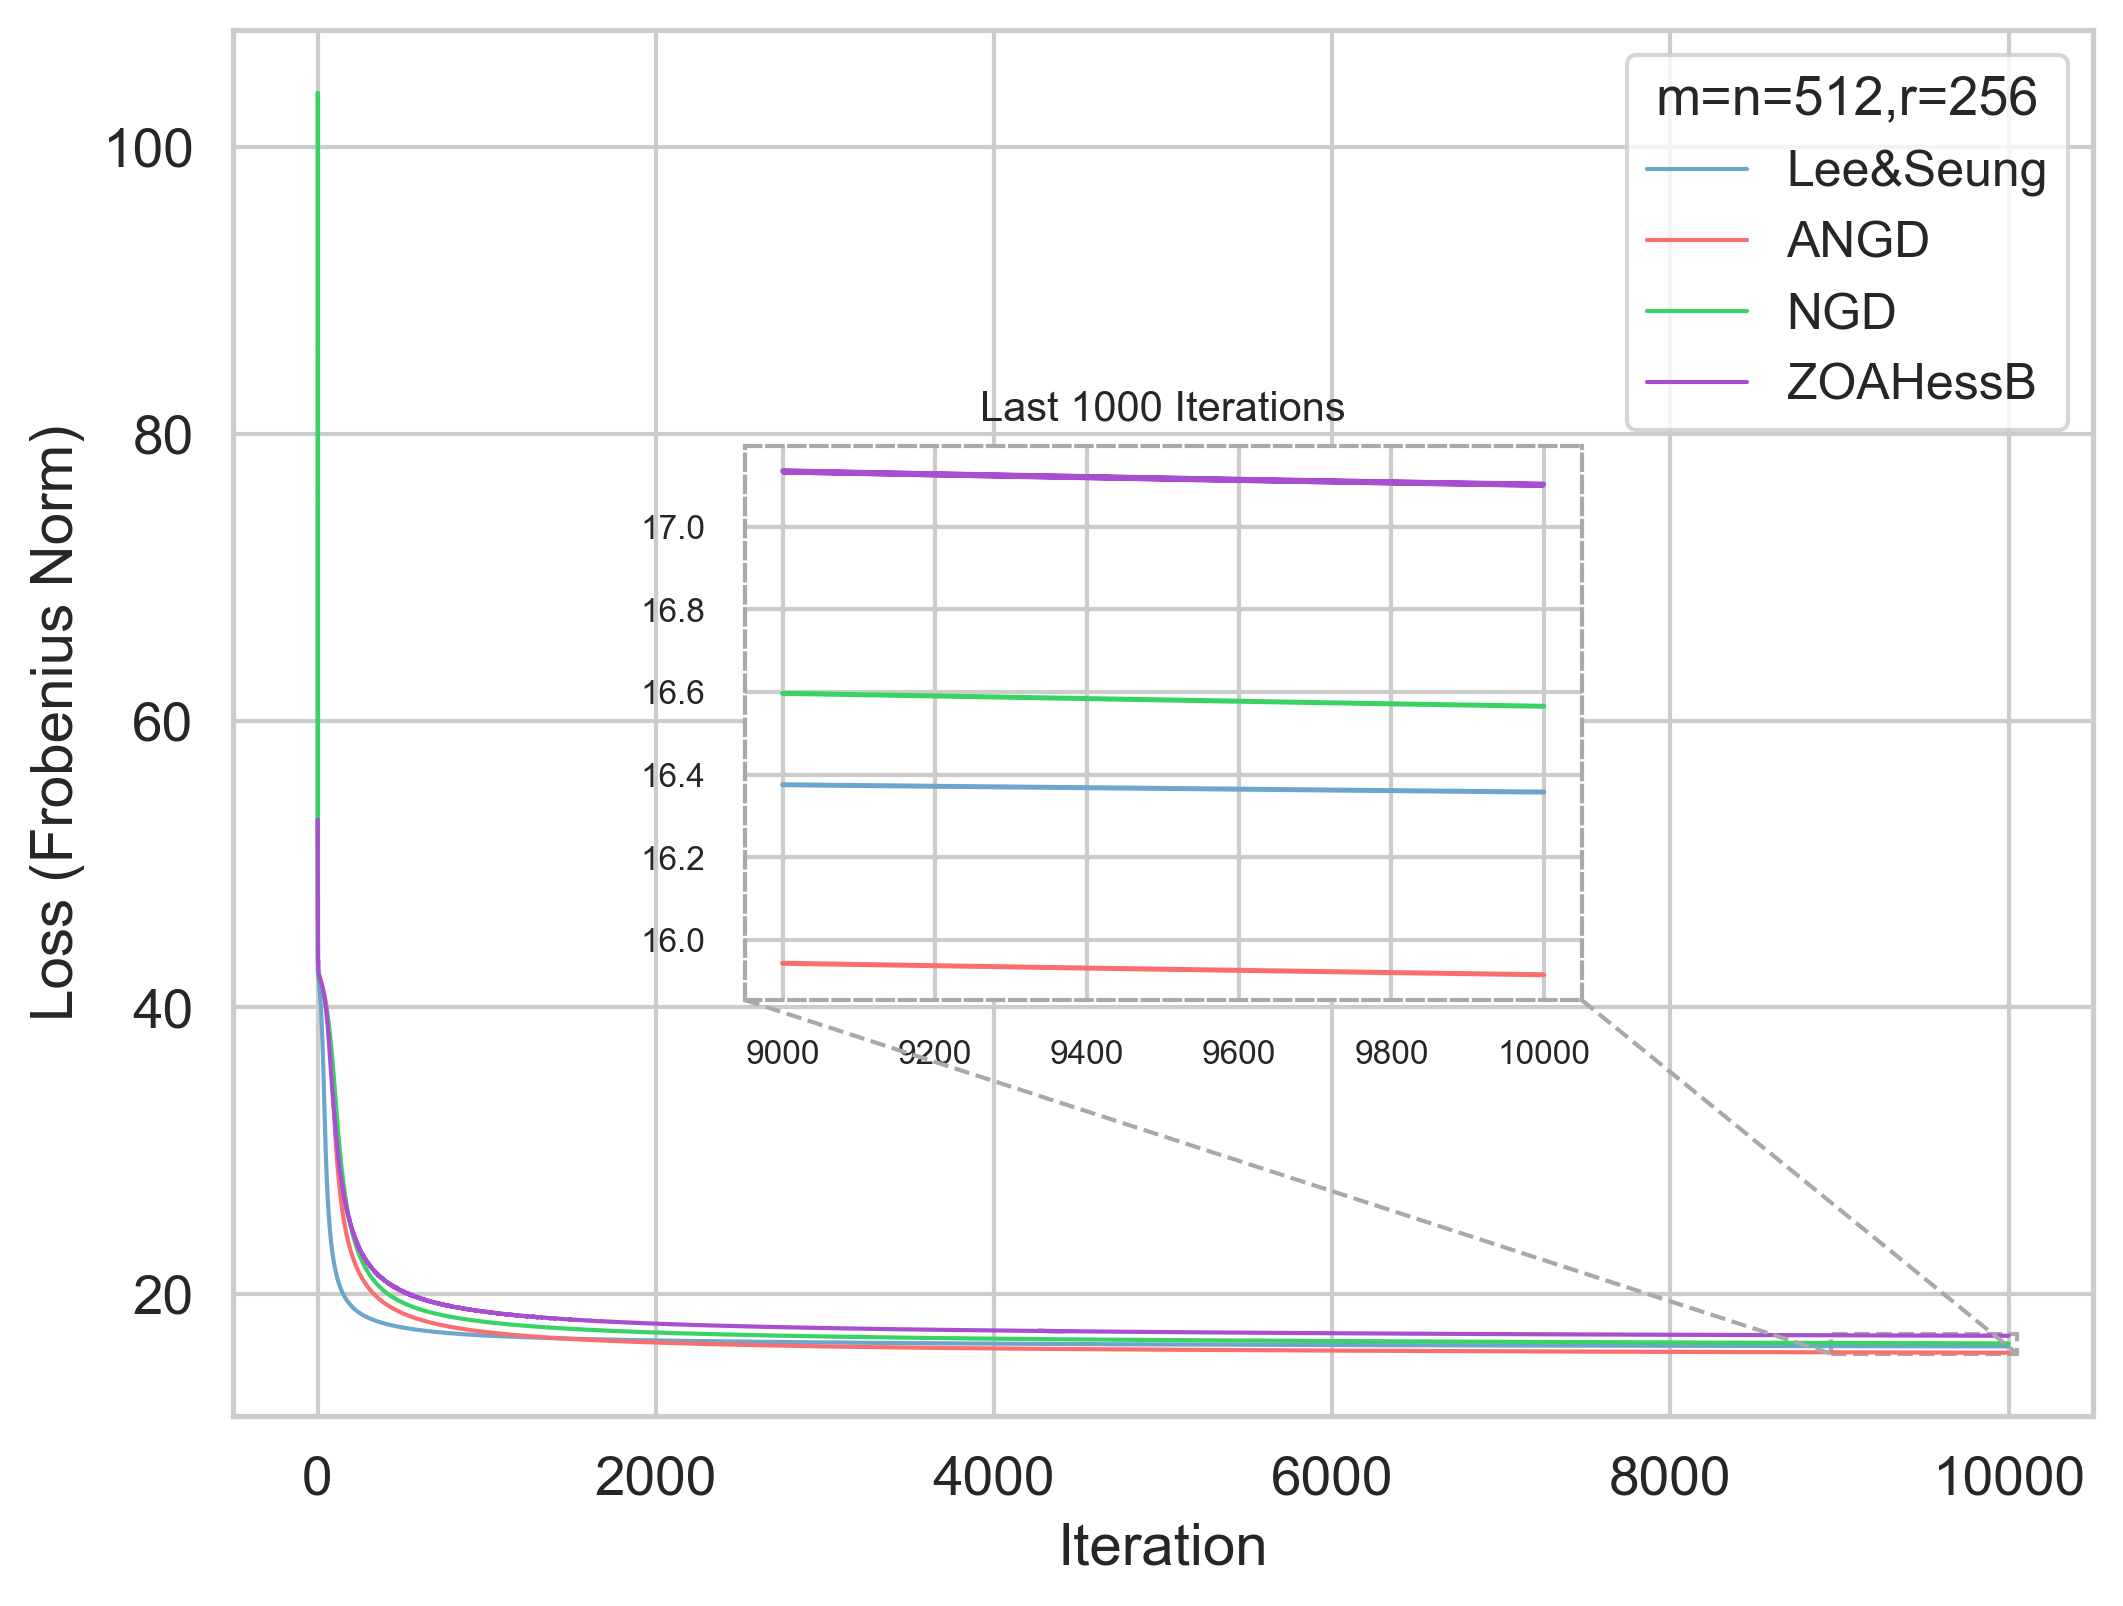 m=n=512,r=256
Lee&Seung
ANGD
NGD
ZOAHessB
Loss (Frobenius Norm)
100
80
60
40
20
Last 1000 Iterations
17.0
16.8
16.6
16.4
16.2
16.0
9000 9200 9400 9600 9800 10000
0 2000 4000 6000 8000 10000
Iteration